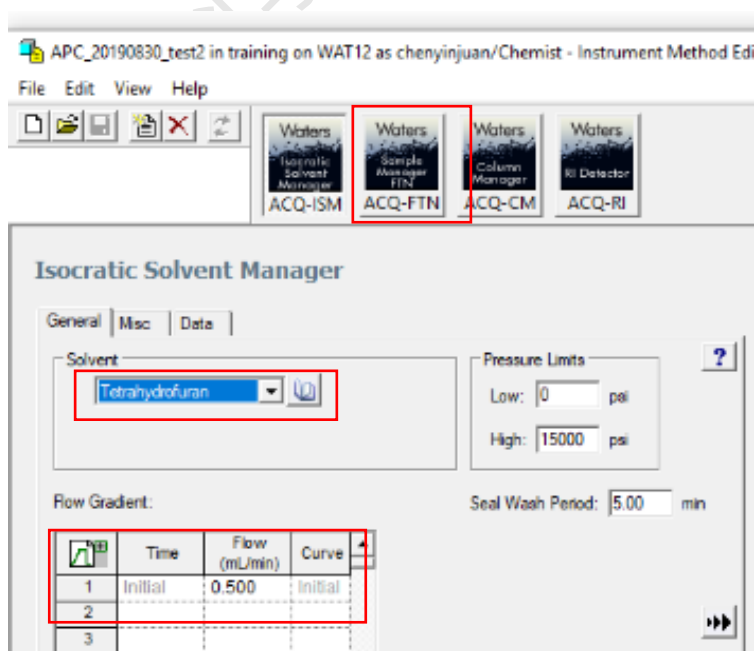 APC_20190830_test2 in training on WAT12 as chenyinjuan/Chemist - Instrument Method Edi
File Edit View Help
Waters Isocratic Solvent Manager ACQ-ISM
Waters Sample Manager FTN ACQ-FTN
Waters Column Manager ACQ-CM
Waters RI Detector ACQ-RI
Isocratic Solvent Manager
General Misc Data
Solvent
Tetrahydrofuran
Pressure Limits
?
Low: 0 psi
High: 15000 psi
Flow Gradient:
Seal Wash Period: 5.00 min
Time Flow (mL/min) Curve
1 Initial 0.500 Initial
2
3